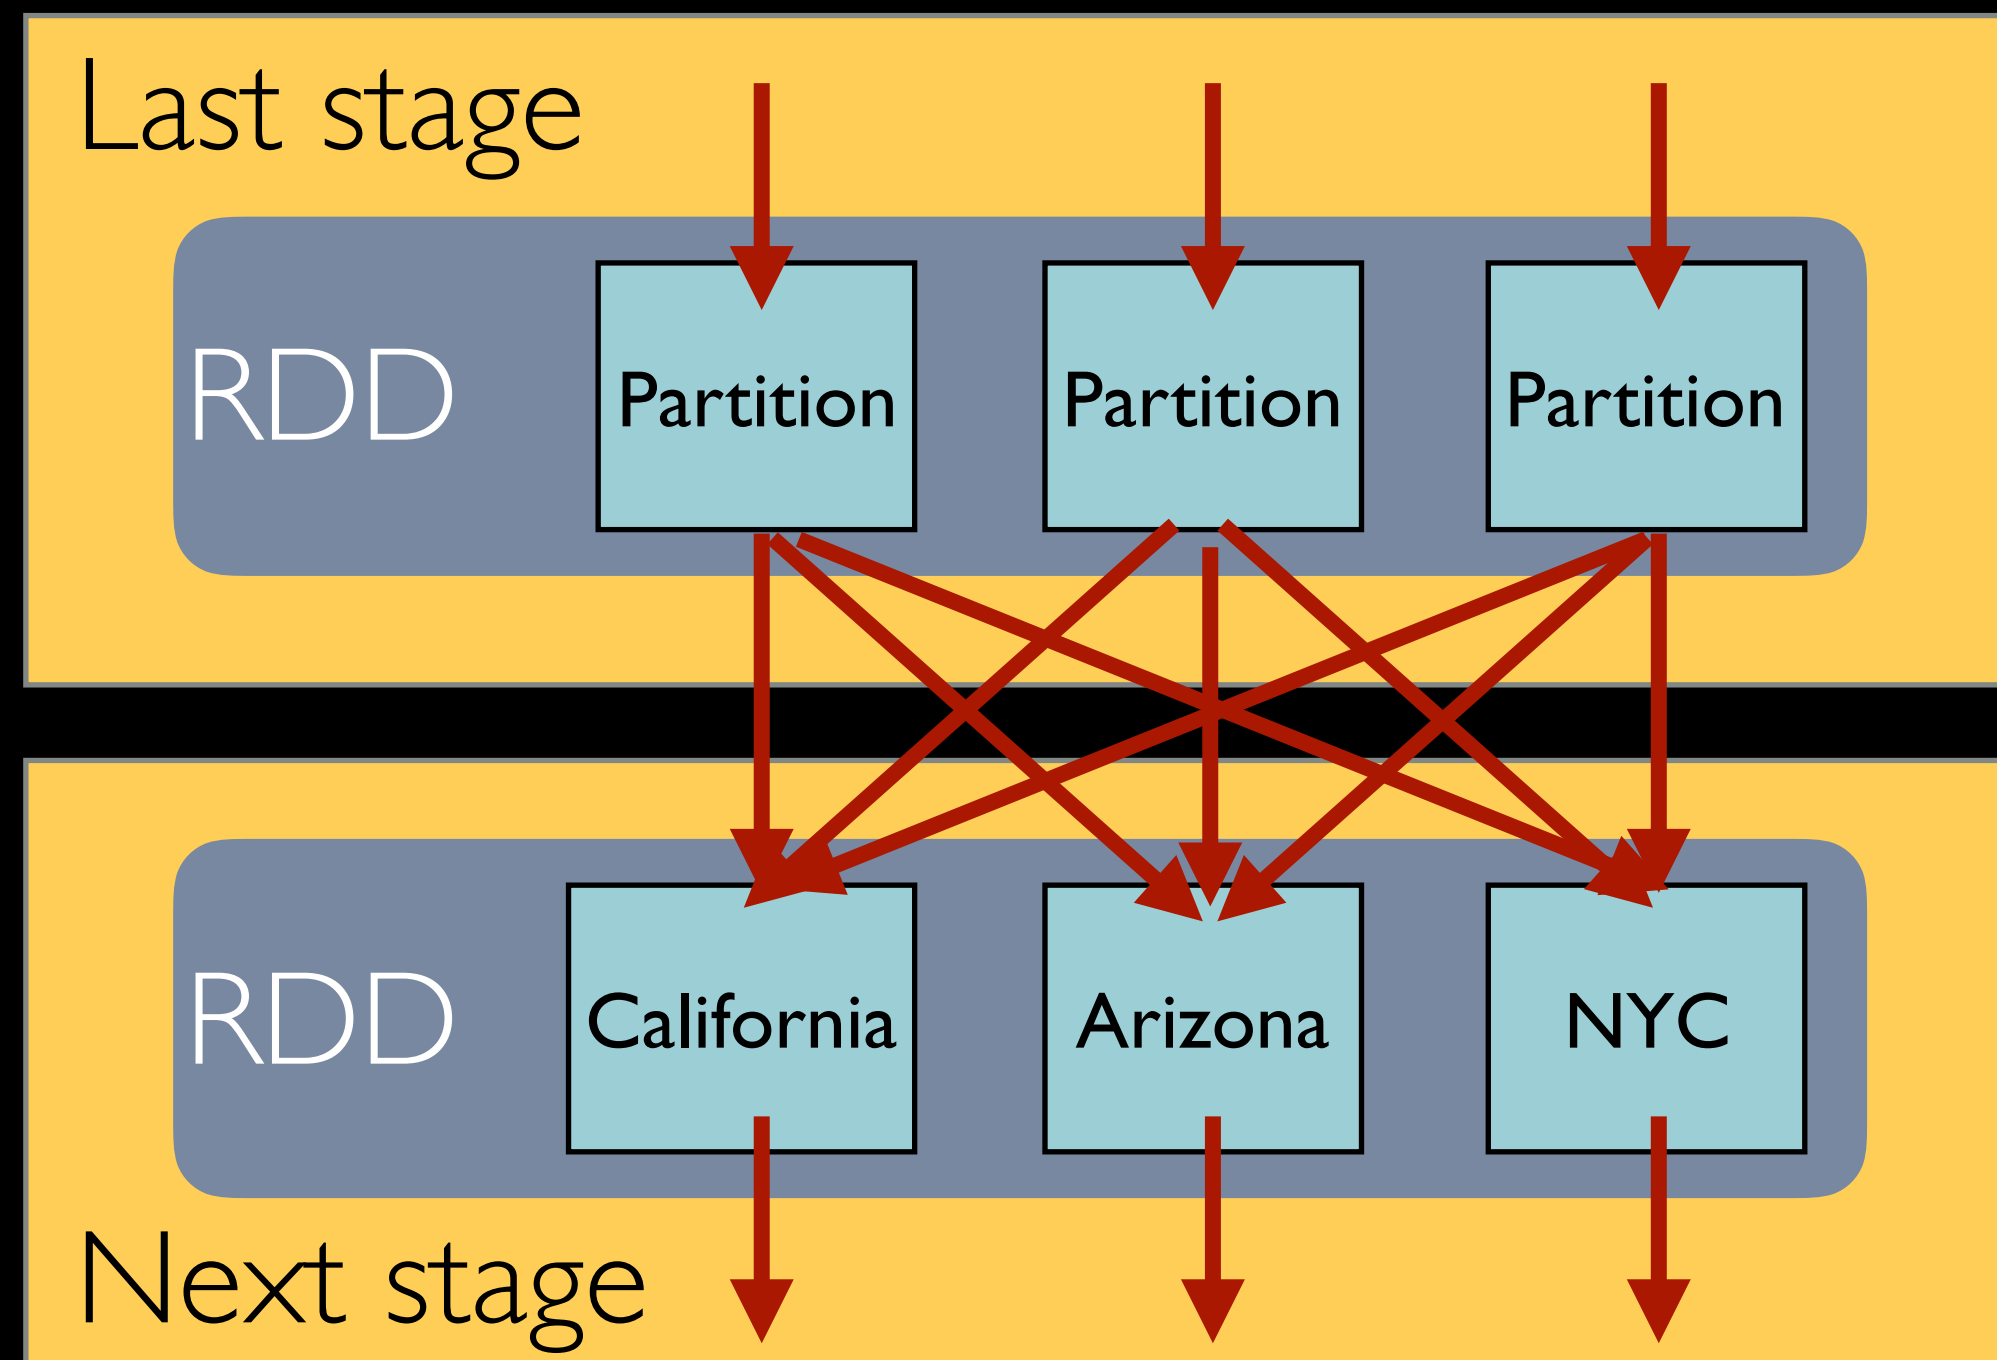 Last stage
RDD
Partition
Partition
Partition
RDD
California
Arizona
NYC
Next stage